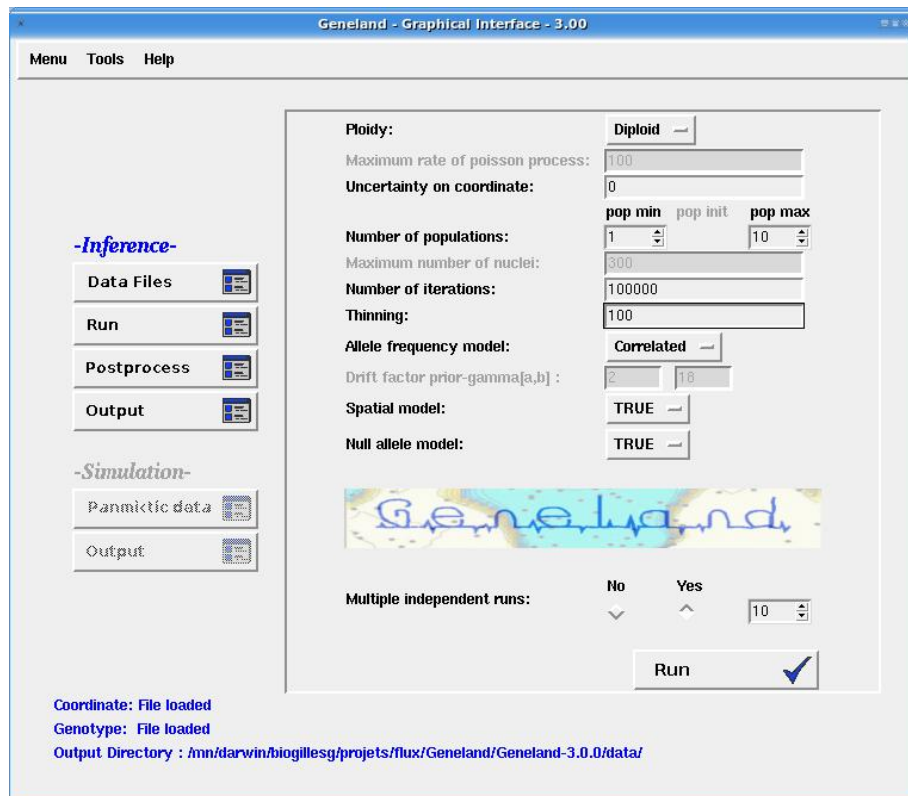 Geneland - Graphical Interface - 3.00
Menu Tools Help
Ploidy: Diploid
Maximum rate of poisson process: 100
Uncertainty on coordinate: 0
pop min pop init pop max
Number of populations: 1 10
Maximum number of nuclei: 300
Number of iterations: 100000
Thinning: 100
Allele frequency model: Correlated
Drift factor prior-gamma[a,b] : 2 18
Spatial model: TRUE
Null allele model: TRUE
-Inference-
Data Files
Run
Postprocess
Output
-Simulation-
Panmictic data
Output
Geneland
No Yes
Multiple independent runs: 10
Run
Coordinate: File loaded
Genotype: File loaded
Output Directory : /mn/darwin/biogillesg/projets/flux/Geneland/Geneland-3.0.0/data/